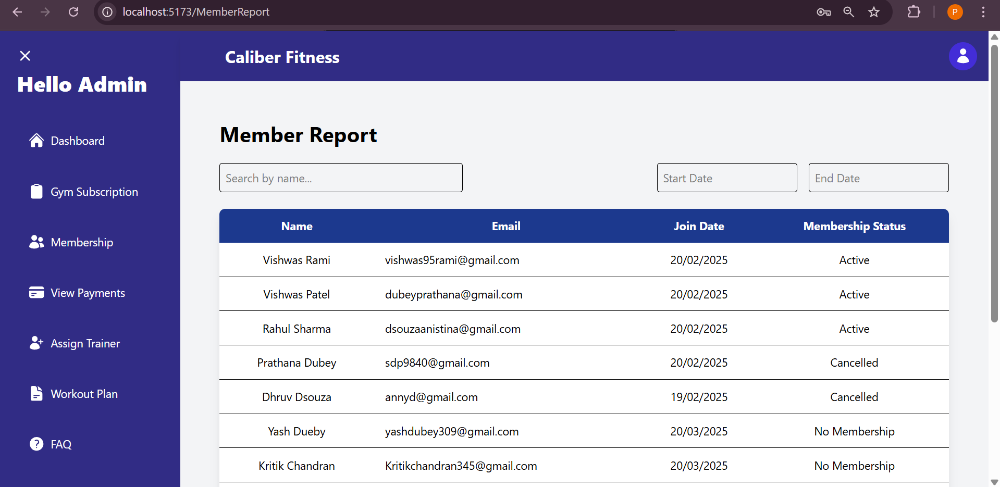 localhost:5173/MemberReport
P
Hello Admin
Dashboard
Gym Subscription
Membership
View Payments
Assign Trainer
Workout Plan
? FAQ
Caliber Fitness
Member Report
Search by name...
Start Date
End Date
Name Email Join Date Membership Status
Vishwas Rami vishwas95rami@gmail.com 20/02/2025 Active
Vishwas Patel dubeyprathana@gmail.com 20/02/2025 Active
Rahul Sharma dsouzaanistina@gmail.com 20/02/2025 Active
Prathana Dubey sdp9840@gmail.com 20/02/2025 Cancelled
Dhruv Dsouza annyd@gmail.com 19/02/2025 Cancelled
Yash Dueby yashdubey309@gmail.com 20/03/2025 No Membership
Kritik Chandran Kritikchandran345@gmail.com 20/03/2025 No Membership